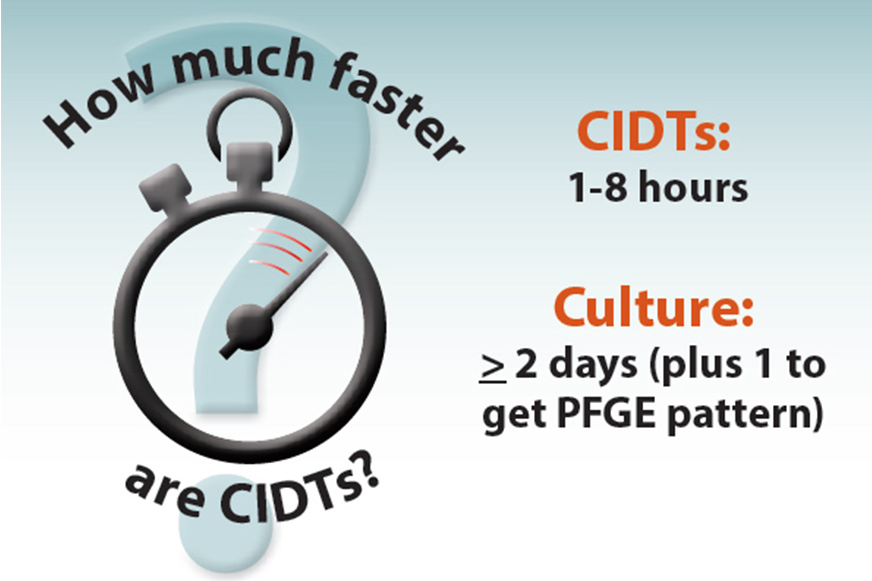 How much faster
are CIDTs?
CIDTs:
1-8 hours
Culture:
≥ 2 days (plus 1 to
get PFGE pattern)